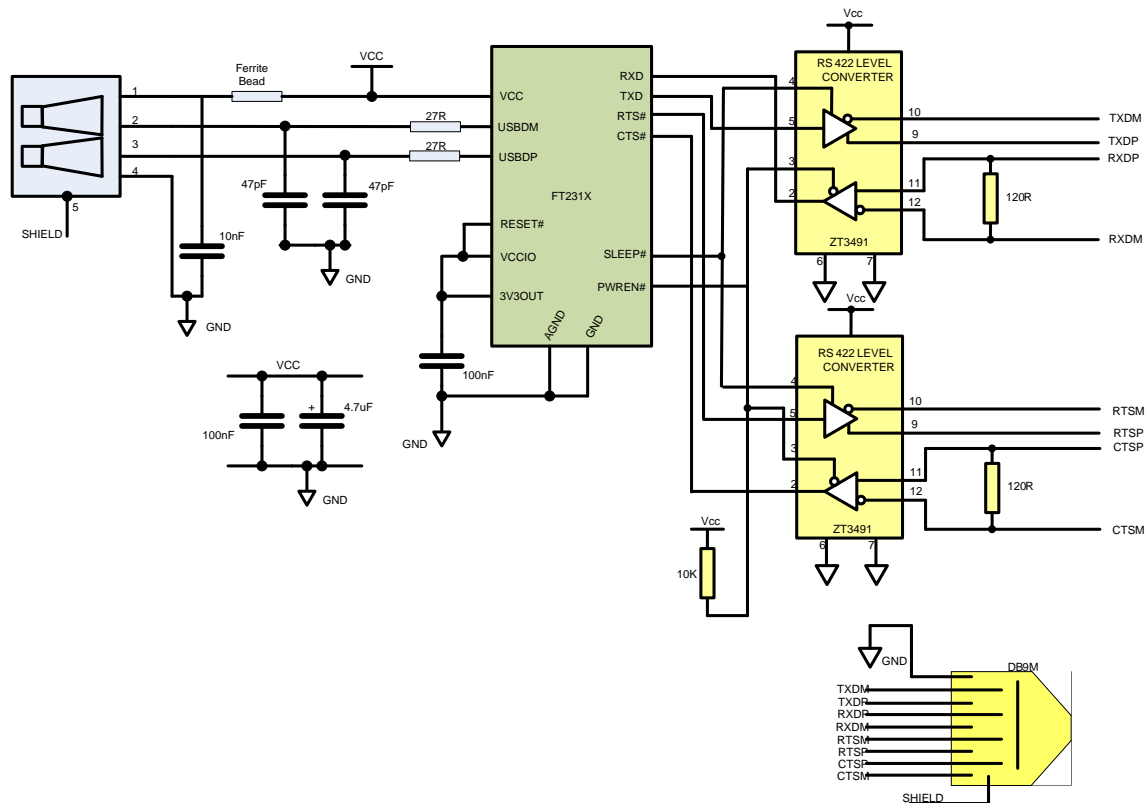 Vcc
RS 422 LEVEL
CONVERTER
4
5
3
2
10
9
11
12
6
7
ZT3491
TXDM
TXDP
RXDP
120R
RXDM
1
2
3
4
5
SHIELD
Ferrite
Bead
VCC
27R
27R
47pF
47pF
10nF
GND
GND
VCC
USBDM
USBDP
RESET#
VCCIO
3V3OUT
FT231X
AGND
GND
RXD
TXD
RTS#
CTS#
SLEEP#
PWREN#
100nF
GND
VCC
100nF
+
4.7uF
GND
Vcc
RS 422 LEVEL
CONVERTER
4
5
3
2
10
9
11
12
6
7
ZT3491
RTSM
RTSP
CTSP
120R
CTSM
Vcc
10K
GND
DB9M
TXDM
TXDP
RXDP
RXDM
RTSM
RTSP
CTSP
CTSM
SHIELD